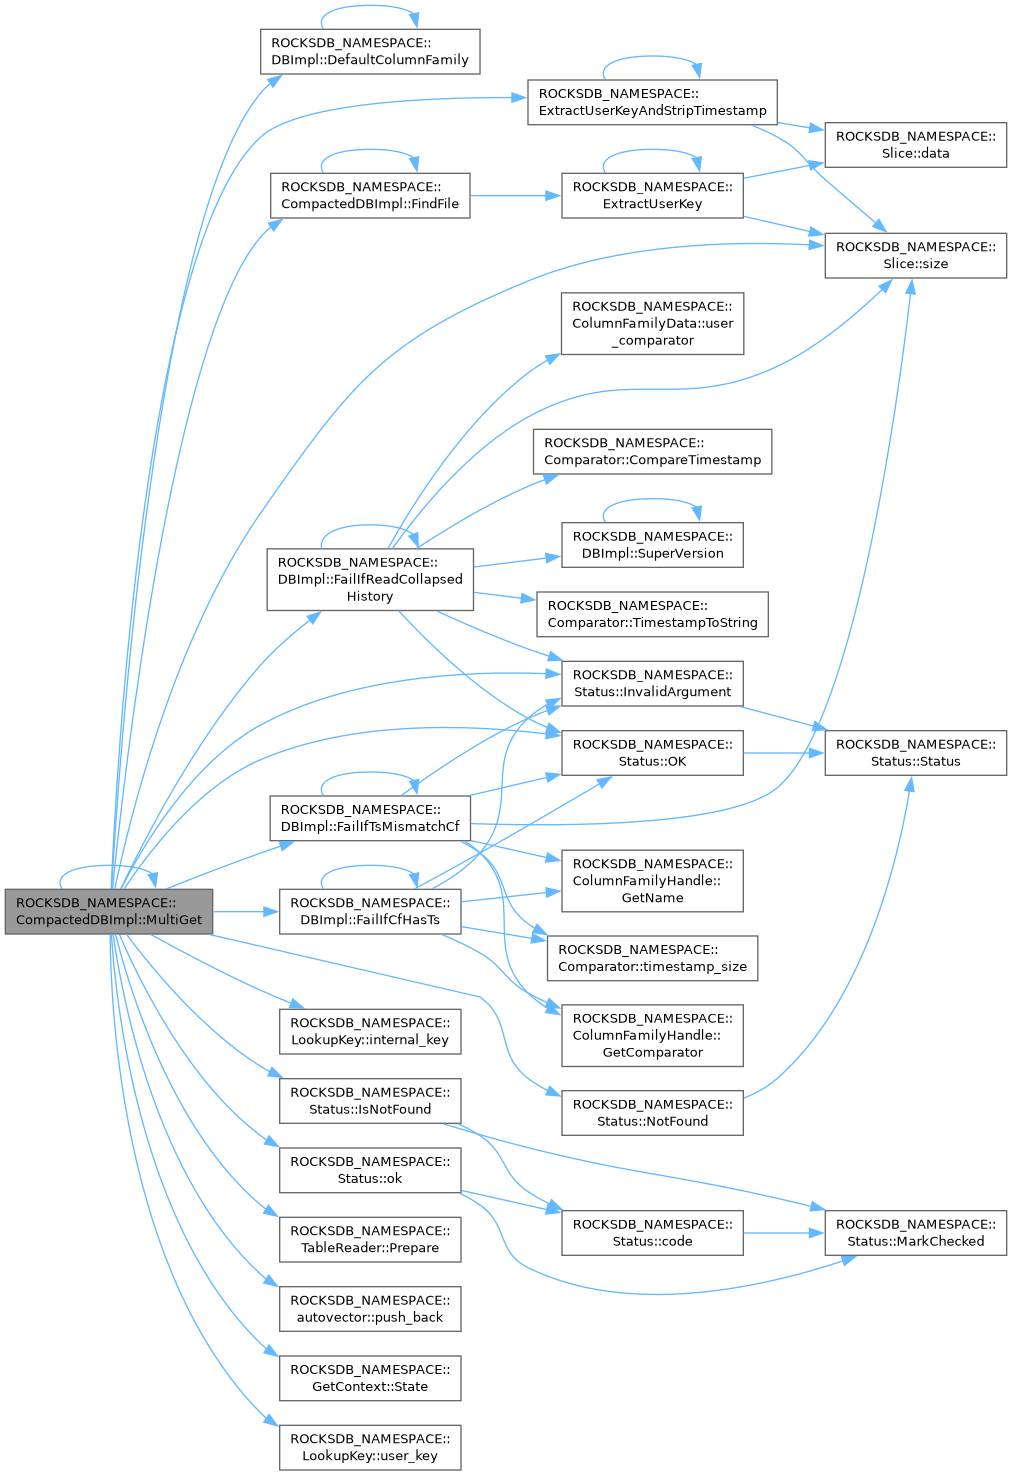 ROCKSDB_NAMESPACE::
DBImpl::DefaultColumnFamily
ROCKSDB_NAMESPACE::
ExtractUserKeyAndStripTimestamp
ROCKSDB_NAMESPACE::
Slice::data
ROCKSDB_NAMESPACE::
CompactedDBImpl::FindFile
ROCKSDB_NAMESPACE::
ExtractUserKey
ROCKSDB_NAMESPACE::
Slice::size
ROCKSDB_NAMESPACE::
ColumnFamilyData::user
_comparator
ROCKSDB_NAMESPACE::
Comparator::CompareTimestamp
ROCKSDB_NAMESPACE::
DBImpl::FailIfReadCollapsed
History
ROCKSDB_NAMESPACE::
DBImpl::SuperVersion
ROCKSDB_NAMESPACE::
Comparator::TimestampToString
ROCKSDB_NAMESPACE::
Status::InvalidArgument
ROCKSDB_NAMESPACE::
Status::OK
ROCKSDB_NAMESPACE::
Status::Status
ROCKSDB_NAMESPACE::
DBImpl::FailIfTsMismatchCf
ROCKSDB_NAMESPACE::
ColumnFamilyHandle::
GetName
ROCKSDB_NAMESPACE::
CompactedDBImpl::MultiGet
ROCKSDB_NAMESPACE::
DBImpl::FailIfCfHasTs
ROCKSDB_NAMESPACE::
Comparator::timestamp_size
ROCKSDB_NAMESPACE::
LookupKey::internal_key
ROCKSDB_NAMESPACE::
ColumnFamilyHandle::
GetComparator
ROCKSDB_NAMESPACE::
Status::IsNotFound
ROCKSDB_NAMESPACE::
Status::NotFound
ROCKSDB_NAMESPACE::
Status::ok
ROCKSDB_NAMESPACE::
Status::code
ROCKSDB_NAMESPACE::
Status::MarkChecked
ROCKSDB_NAMESPACE::
TableReader::Prepare
ROCKSDB_NAMESPACE::
autovector::push_back
ROCKSDB_NAMESPACE::
GetContext::State
ROCKSDB_NAMESPACE::
LookupKey::user_key